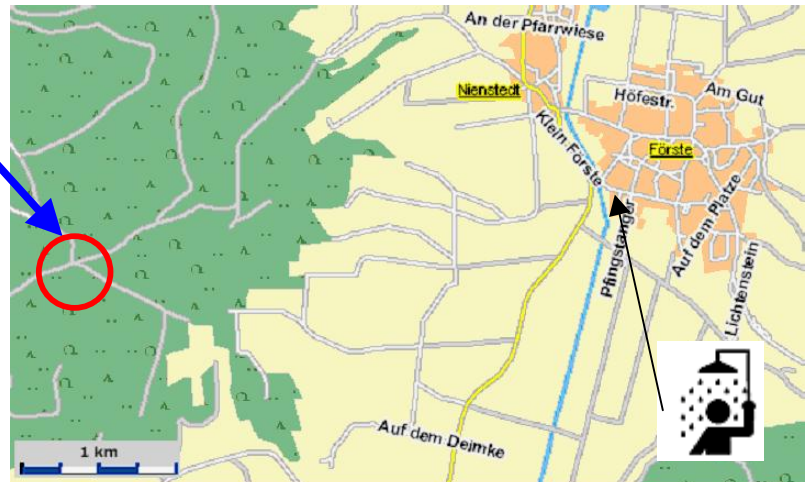 An der Pfarrwiese
Nienstedt
Höfestr.
Am Gut
Klein Förste
Förste
Pfingstanger
Auf dem Platze
Lichtenstein
Auf dem Deimke
1 km